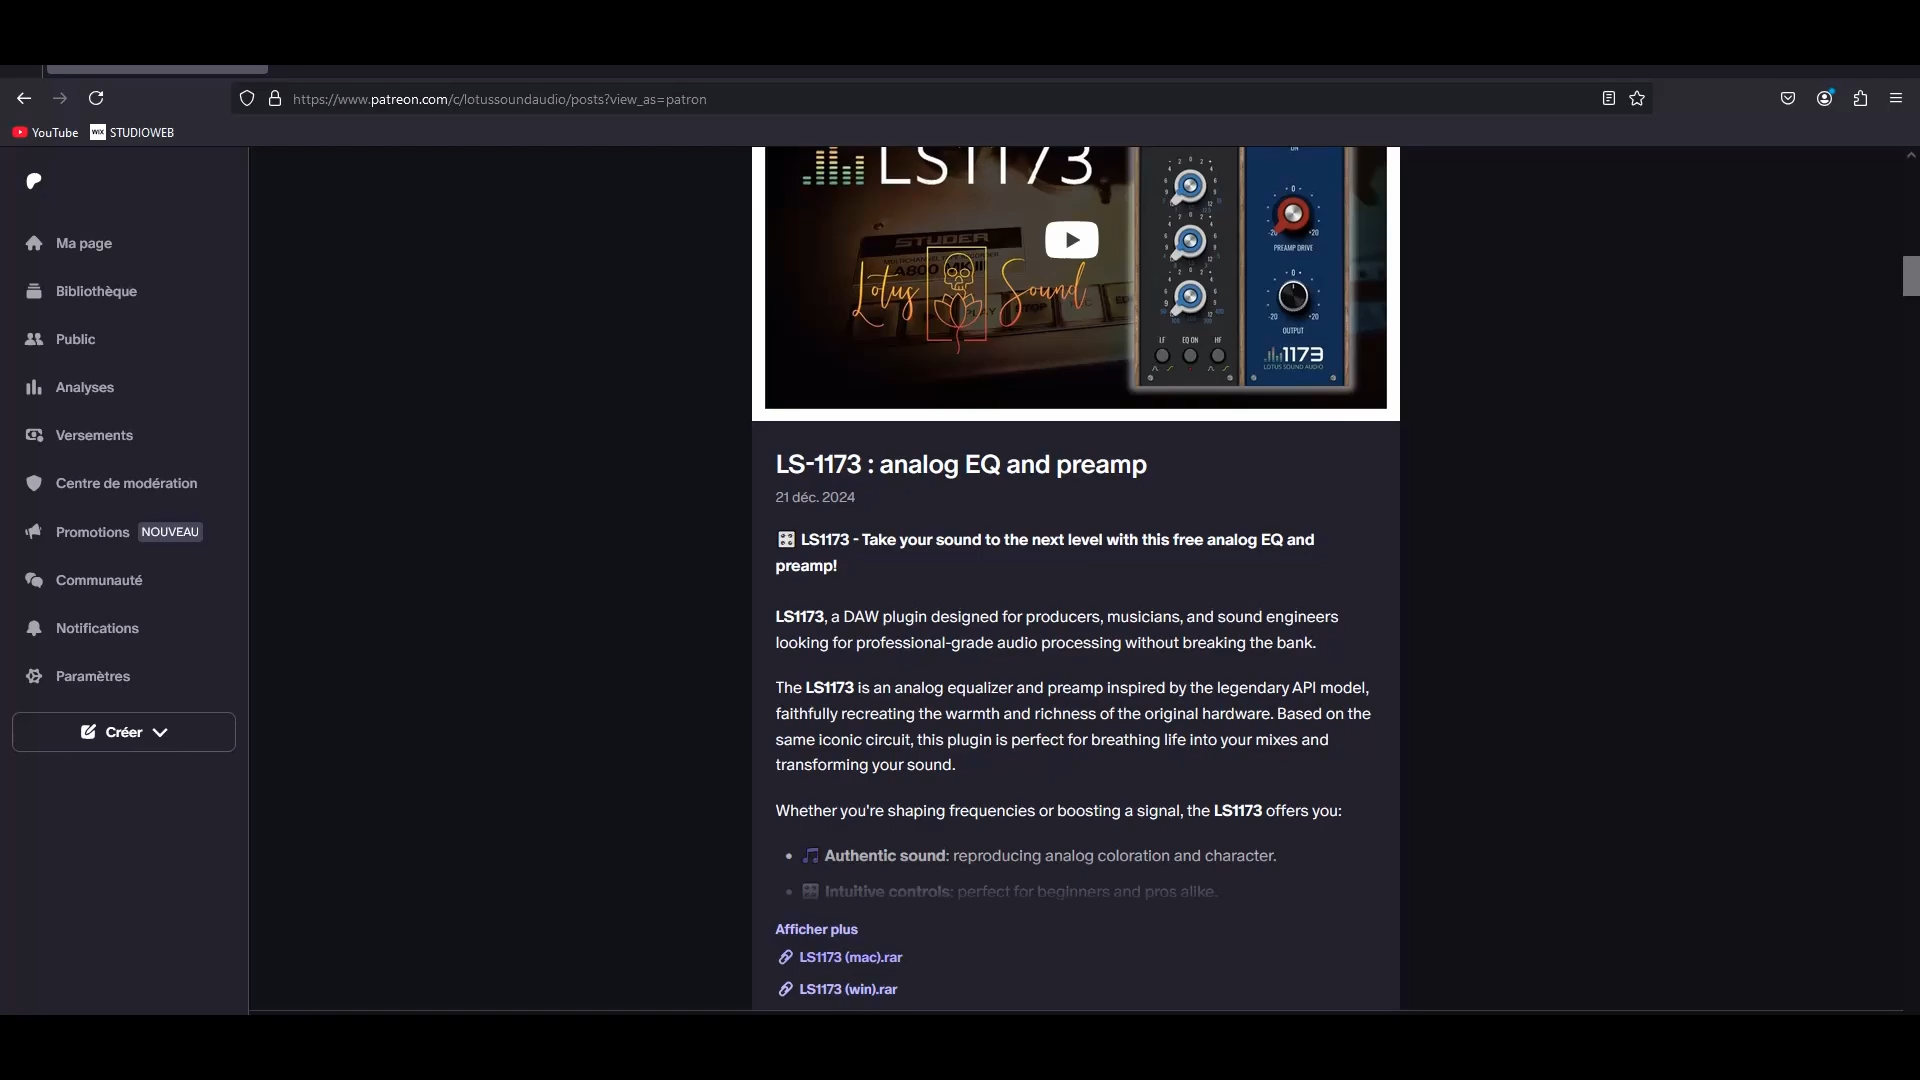 https://www.patreon.com/c/lotussoundaudio/posts?view_as=patron
YouTube
WIX STUDIOWEB
Ma page
Bibliothèque
Public
Analyses
Versements
Centre de modération
Promotions NOUVEAU
Communauté
Notifications
Paramètres
Créer
LS1173
STUDER
A800 MKIII
Lotus Sound
PLAY
STOP
PREAMP DRIVE
-20 +20
OUTPUT
LF EQ ON HF
1173
LOTUS SOUND AUDIO
LS-1173 : analog EQ and preamp
21 déc. 2024
LS1173 - Take your sound to the next level with this free analog EQ and
preamp!
LS1173, a DAW plugin designed for producers, musicians, and sound engineers
looking for professional-grade audio processing without breaking the bank.
The LS1173 is an analog equalizer and preamp inspired by the legendary API model,
faithfully recreating the warmth and richness of the original hardware. Based on the
same iconic circuit, this plugin is perfect for breathing life into your mixes and
transforming your sound.
Whether you're shaping frequencies or boosting a signal, the LS1173 offers you:
• Authentic sound: reproducing analog coloration and character.
• Intuitive controls: perfect for beginners and pros alike.
Afficher plus
LS1173 (mac).rar
LS1173 (win).rar